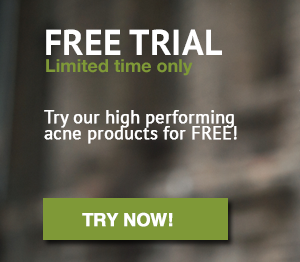 FREE TRIAL
Limited time only
Try our high performing
acne products for FREE!
TRY NOW!